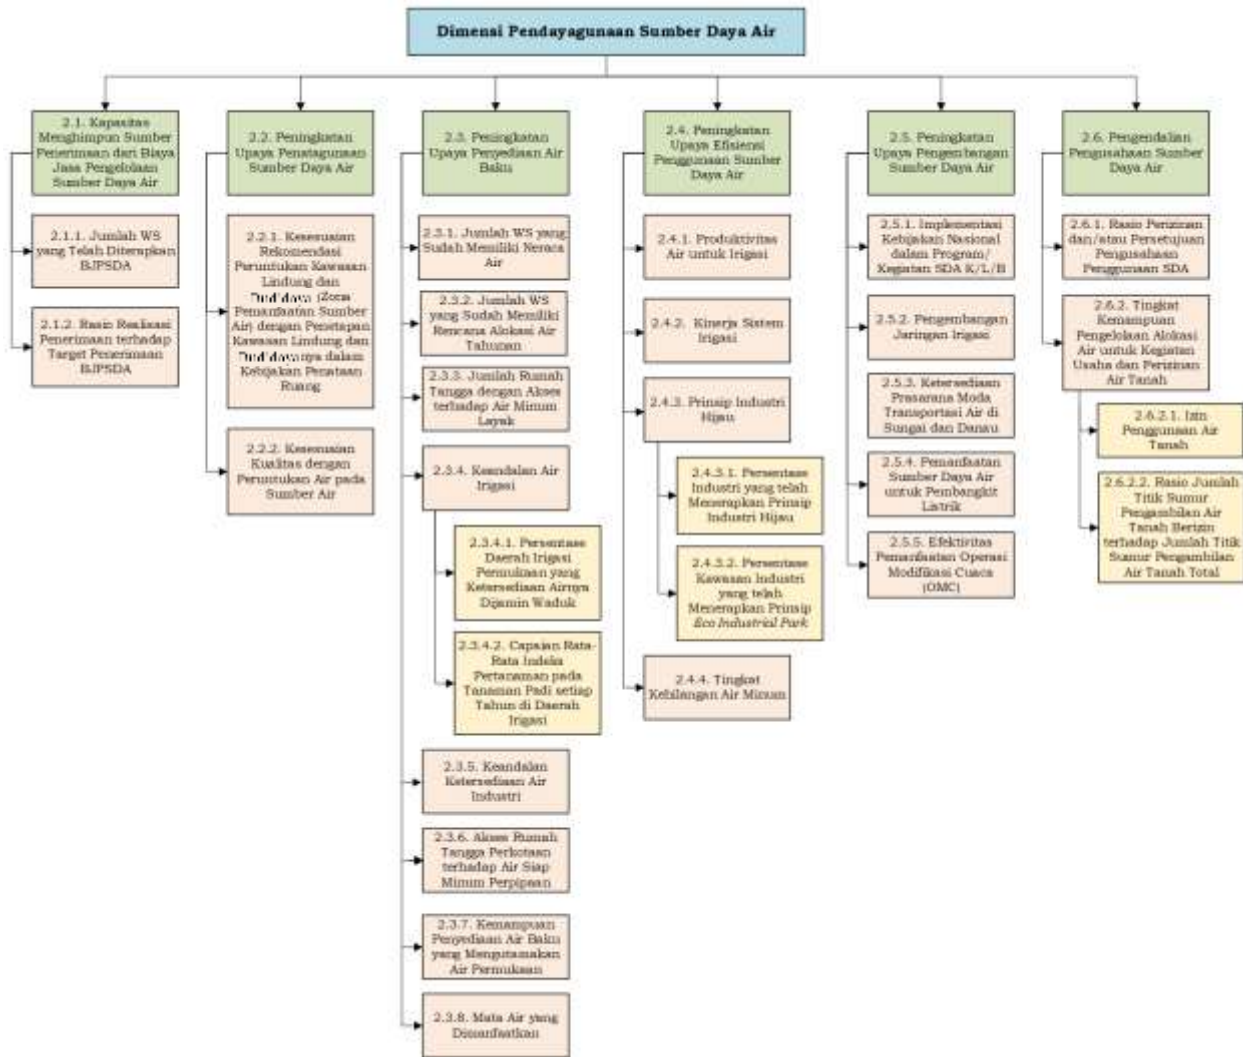 Dimensi Pendayagunaan Sumber Daya Air
2.1. Kapasitas
Menghimpun Sumber
Penerimaan dari Biaya
Jasa Pengelolaan
Sumber Daya Air
2.1.1. Jumlah WS
yang Telah Diterapkan
BJPSDA
2.1.2. Rasio Realisasi
Penerimaan terhadap
Target Penerimaan
BJPSDA
2.2. Peningkatan
Upaya Penatagunaan
Sumber Daya Air
2.2.1. Kesesuaian
Rekomendasi
Peruntukan Kawasan
Lindung dan
(Zona
Pemanfaatan Sumber
Air) dengan Penetapan
Kawasan Lindung dan
dalam
Kebijakan Penataan
Ruang
2.2.2. Kesesuaian
Kualitas dengan
Peruntukan Air pada
Sumber Air
2.3. Peningkatan
Upaya Penyediaan Air
Baku
2.3.1. Jumlah WS yang
Sudah Memiliki Neraca
Air
2.3.2. Jumlah WS
yang Sudah Memiliki
Rencana Alokasi Air
Tahunan
2.3.3. Jumlah Rumah
Tangga dengan Akses
terhadap Air Minum
Layak
2.3.4. Keandalan Air
Irigasi
2.3.4.1. Persentase
Daerah Irigasi
Permukaan yang
Ketersediaan Airnya
Dijamin Waduk
2.3.4.2. Capaian Rata-
Rata Indeks
Pertanaman pada
Tanaman Padi setiap
Tahun di Daerah
Irigasi
2.3.5. Keandalan
Ketersediaan Air
Industri
2.3.6. Akses Rumah
Tangga Perkotaan
terhadap Air Siap
Minum Perpipaan
2.3.7. Kemampuan
Penyediaan Air Baku
yang Mengutamakan
Air Permukaan
2.3.8. Mata Air yang
Dimanfaatkan
2.4. Peningkatan
Upaya Efisiensi
Penggunaan Sumber
Daya Air
2.4.1. Produktivitas
Air untuk Irigasi
2.4.2. Kinerja Sistem
Irigasi
2.4.3. Prinsip Industri
Hijau
2.4.3.1. Persentase
Industri yang telah
Menerapkan Prinsip
Industri Hijau
2.4.3.2. Persentase
Kawasan Industri
yang telah
Menerapkan Prinsip
Eco Industrial Park
2.4.4. Tingkat
Kehilangan Air Minum
2.5. Peningkatan
Upaya Pengembangan
Sumber Daya Air
2.5.1. Implementasi
Kebijakan Nasional
dalam Program/
Kegiatan SDA K/L/B
2.5.2. Pengembangan
Jaringan Irigasi
2.5.3. Ketersediaan
Prasarana Moda
Transportasi Air di
Sungai dan Danau
2.5.4. Pemanfaatan
Sumber Daya Air
untuk Pembangkit
Listrik
2.5.5. Efektivitas
Pemanfaatan Operasi
Modifikasi Cuaca
(OMC)
2.6. Pengendalian
Pengusahaan Sumber
Daya Air
2.6.1. Rasio Perizinan
dan/atau Persetujuan
Pengusahaan
Penggunaan SDA
2.6.2. Tingkat
Kemampuan
Pengelolaan Alokasi
Air untuk Kegiatan
Usaha dan Perizinan
Air Tanah
2.6.2.1. Izin
Penggunaan Air
Tanah
2.6.2.2. Rasio Jumlah
Titik Sumur
Pengambilan Air
Tanah Berizin
terhadap Jumlah Titik
Sumur Pengambilan
Air Tanah Total